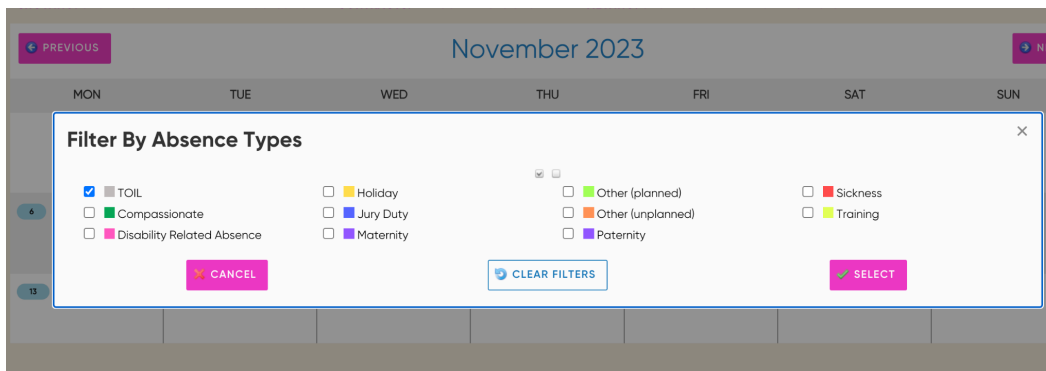 PREVIOUS
November 2023
MON TUE WED THU FRI SAT SUN
Filter By Absence Types
TOIL Holiday Other (planned) Sickness
Compassionate Jury Duty Other (unplanned) Training
Disability Related Absence Maternity Paternity
6
CANCEL CLEAR FILTERS SELECT
13